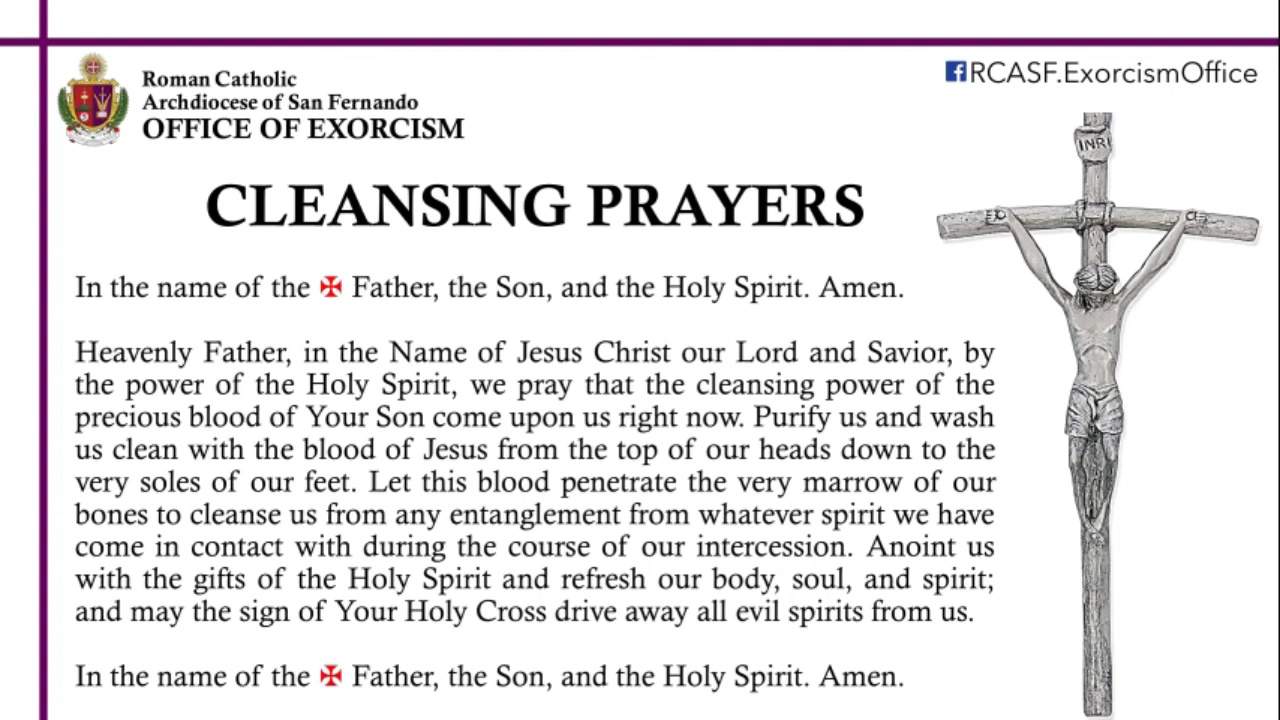 Roman Catholic
Archdiocese of San Fernando
OFFICE OF EXORCISM
RCASF.ExorcismOffice
INRI
CLEANSING PRAYERS
In the name of the ✠ Father, the Son, and the Holy Spirit. Amen.
Heavenly Father, in the Name of Jesus Christ our Lord and Savior, by
the power of the Holy Spirit, we pray that the cleansing power of the
precious blood of Your Son come upon us right now. Purify us and wash
us clean with the blood of Jesus from the top of our heads down to the
very soles of our feet. Let this blood penetrate the very marrow of our
bones to cleanse us from any entanglement from whatever spirit we have
come in contact with during the course of our intercession. Anoint us
with the gifts of the Holy Spirit and refresh our body, soul, and spirit;
and may the sign of Your Holy Cross drive away all evil spirits from us.
In the name of the ✠ Father, the Son, and the Holy Spirit. Amen.